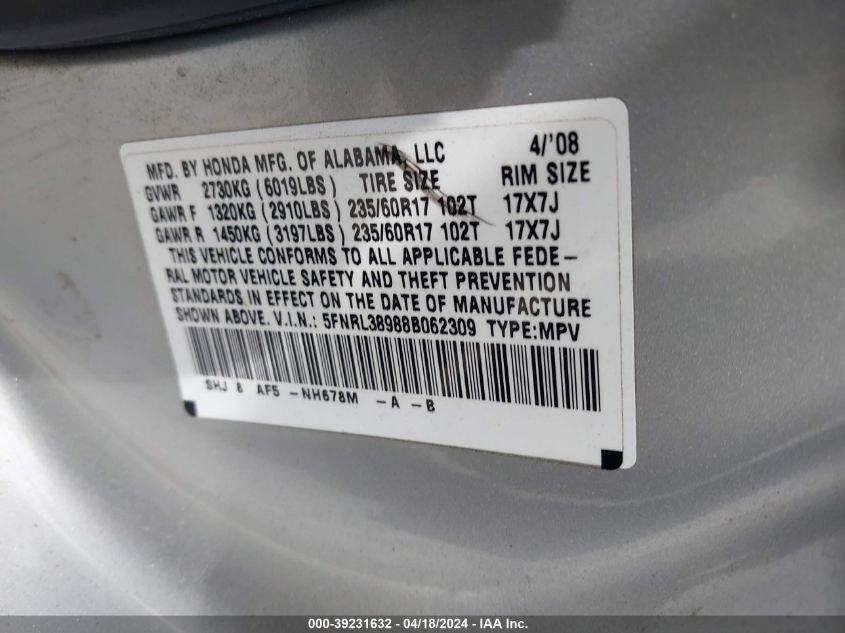 MFD. BY HONDA MFG. OF ALABAMA, LLC 4/'08
GVWR 2730KG (6019LBS) TIRE SIZE RIM SIZE
GAWR F 1320KG (2910LBS) 235/60R17 102T 17X7J
GAWR R 1450KG (3197LBS) 235/60R17 102T 17X7J
THIS VEHICLE CONFORMS TO ALL APPLICABLE FEDE-
RAL MOTOR VEHICLE SAFETY AND THEFT PREVENTION
STANDARDS IN EFFECT ON THE DATE OF MANUFACTURE
SHOWN ABOVE. V.I.N.: 5FNRL38988B062309 TYPE:MPV
SHJ 8 AF5 -NH678M -A -B
000-39231632 - 04/18/2024 - IAA Inc.